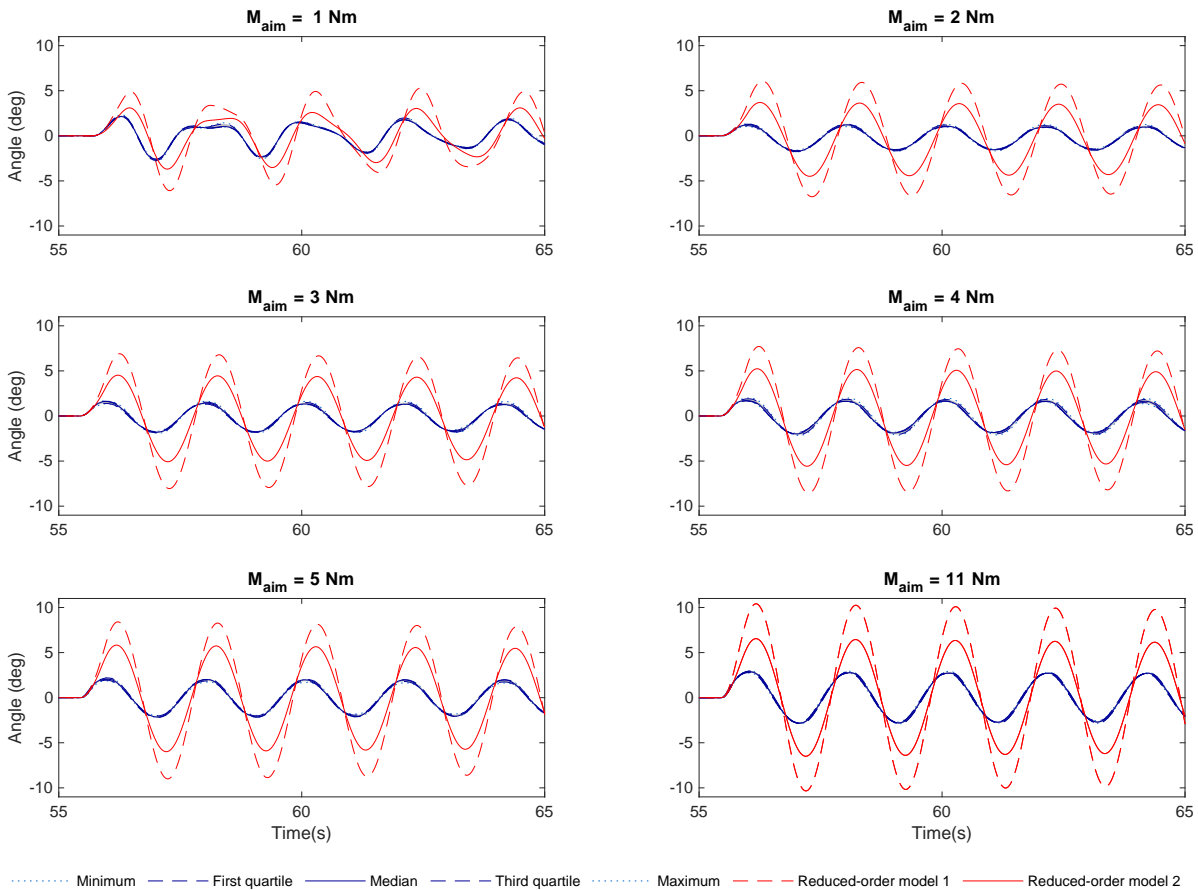 M_aim = 1 Nm
10
5
0
-5
-10
Angle (deg)
55 60 65
M_aim = 2 Nm
10
5
0
-5
-10
55 60 65
M_aim = 3 Nm
10
5
0
-5
-10
Angle (deg)
55 60 65
M_aim = 4 Nm
10
5
0
-5
-10
55 60 65
M_aim = 5 Nm
10
5
0
-5
-10
Angle (deg)
55 60 65
Time(s)
M_aim = 11 Nm
10
5
0
-5
-10
55 60 65
Time(s)
Minimum First quartile Median Third quartile Maximum Reduced-order model 1 Reduced-order model 2